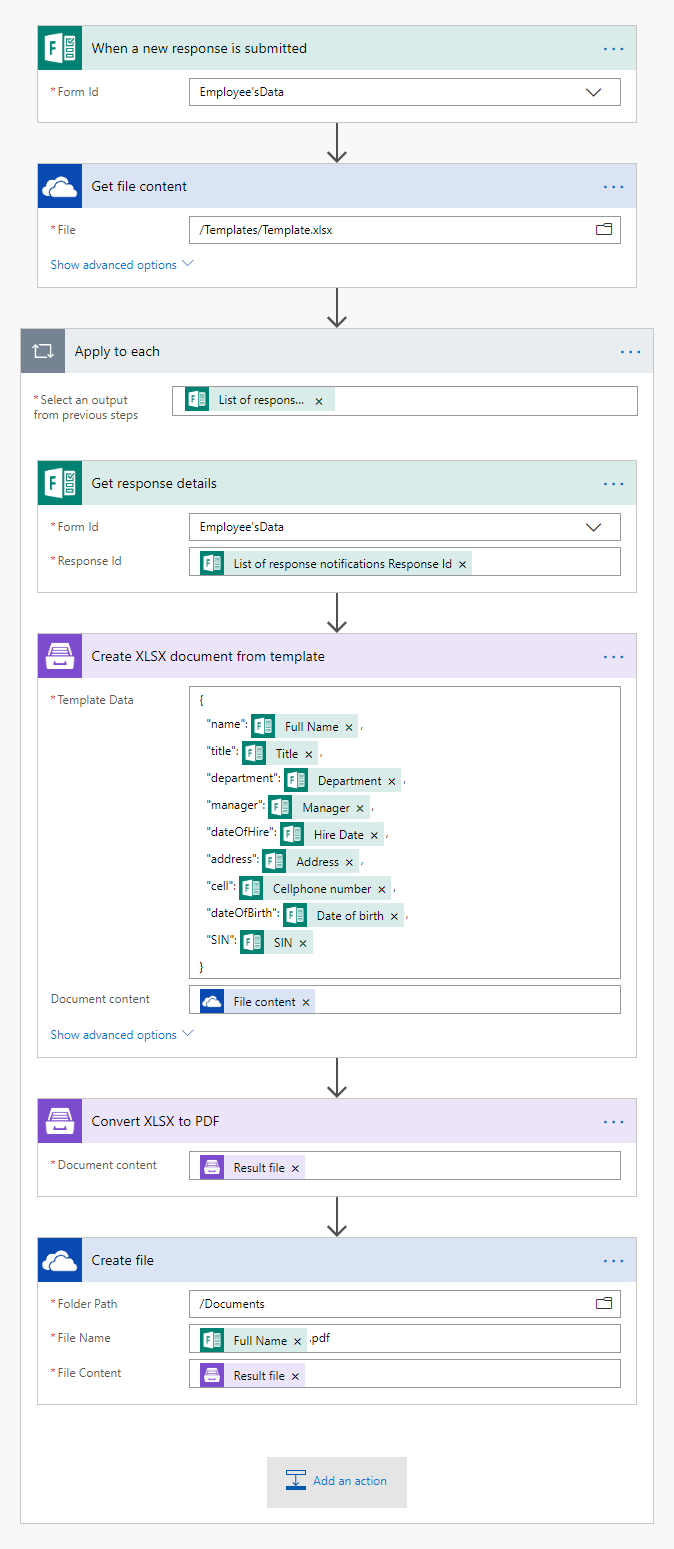 When a new response is submitted
* Form Id
Employee'sData
Get file content
* File
/Templates/Template.xlsx
Show advanced options
Apply to each
* Select an output
from previous steps
List of respons... ×
Get response details
* Form Id
Employee'sData
* Response Id
List of response notifications Response Id ×
Create XLSX document from template
* Template Data
{
"name": Full Name × ,
"title": Title × ,
"department": Department × ,
"manager": Manager × ,
"dateOfHire": Hire Date × ,
"address": Address × ,
"cell": Cellphone number × ,
"dateOfBirth": Date of birth × ,
"SIN": SIN ×
}
Document content
File content ×
Show advanced options
Convert XLSX to PDF
* Document content
Result file ×
Create file
* Folder Path
/Documents
* File Name
Full Name × .pdf
* File Content
Result file ×
Add an action